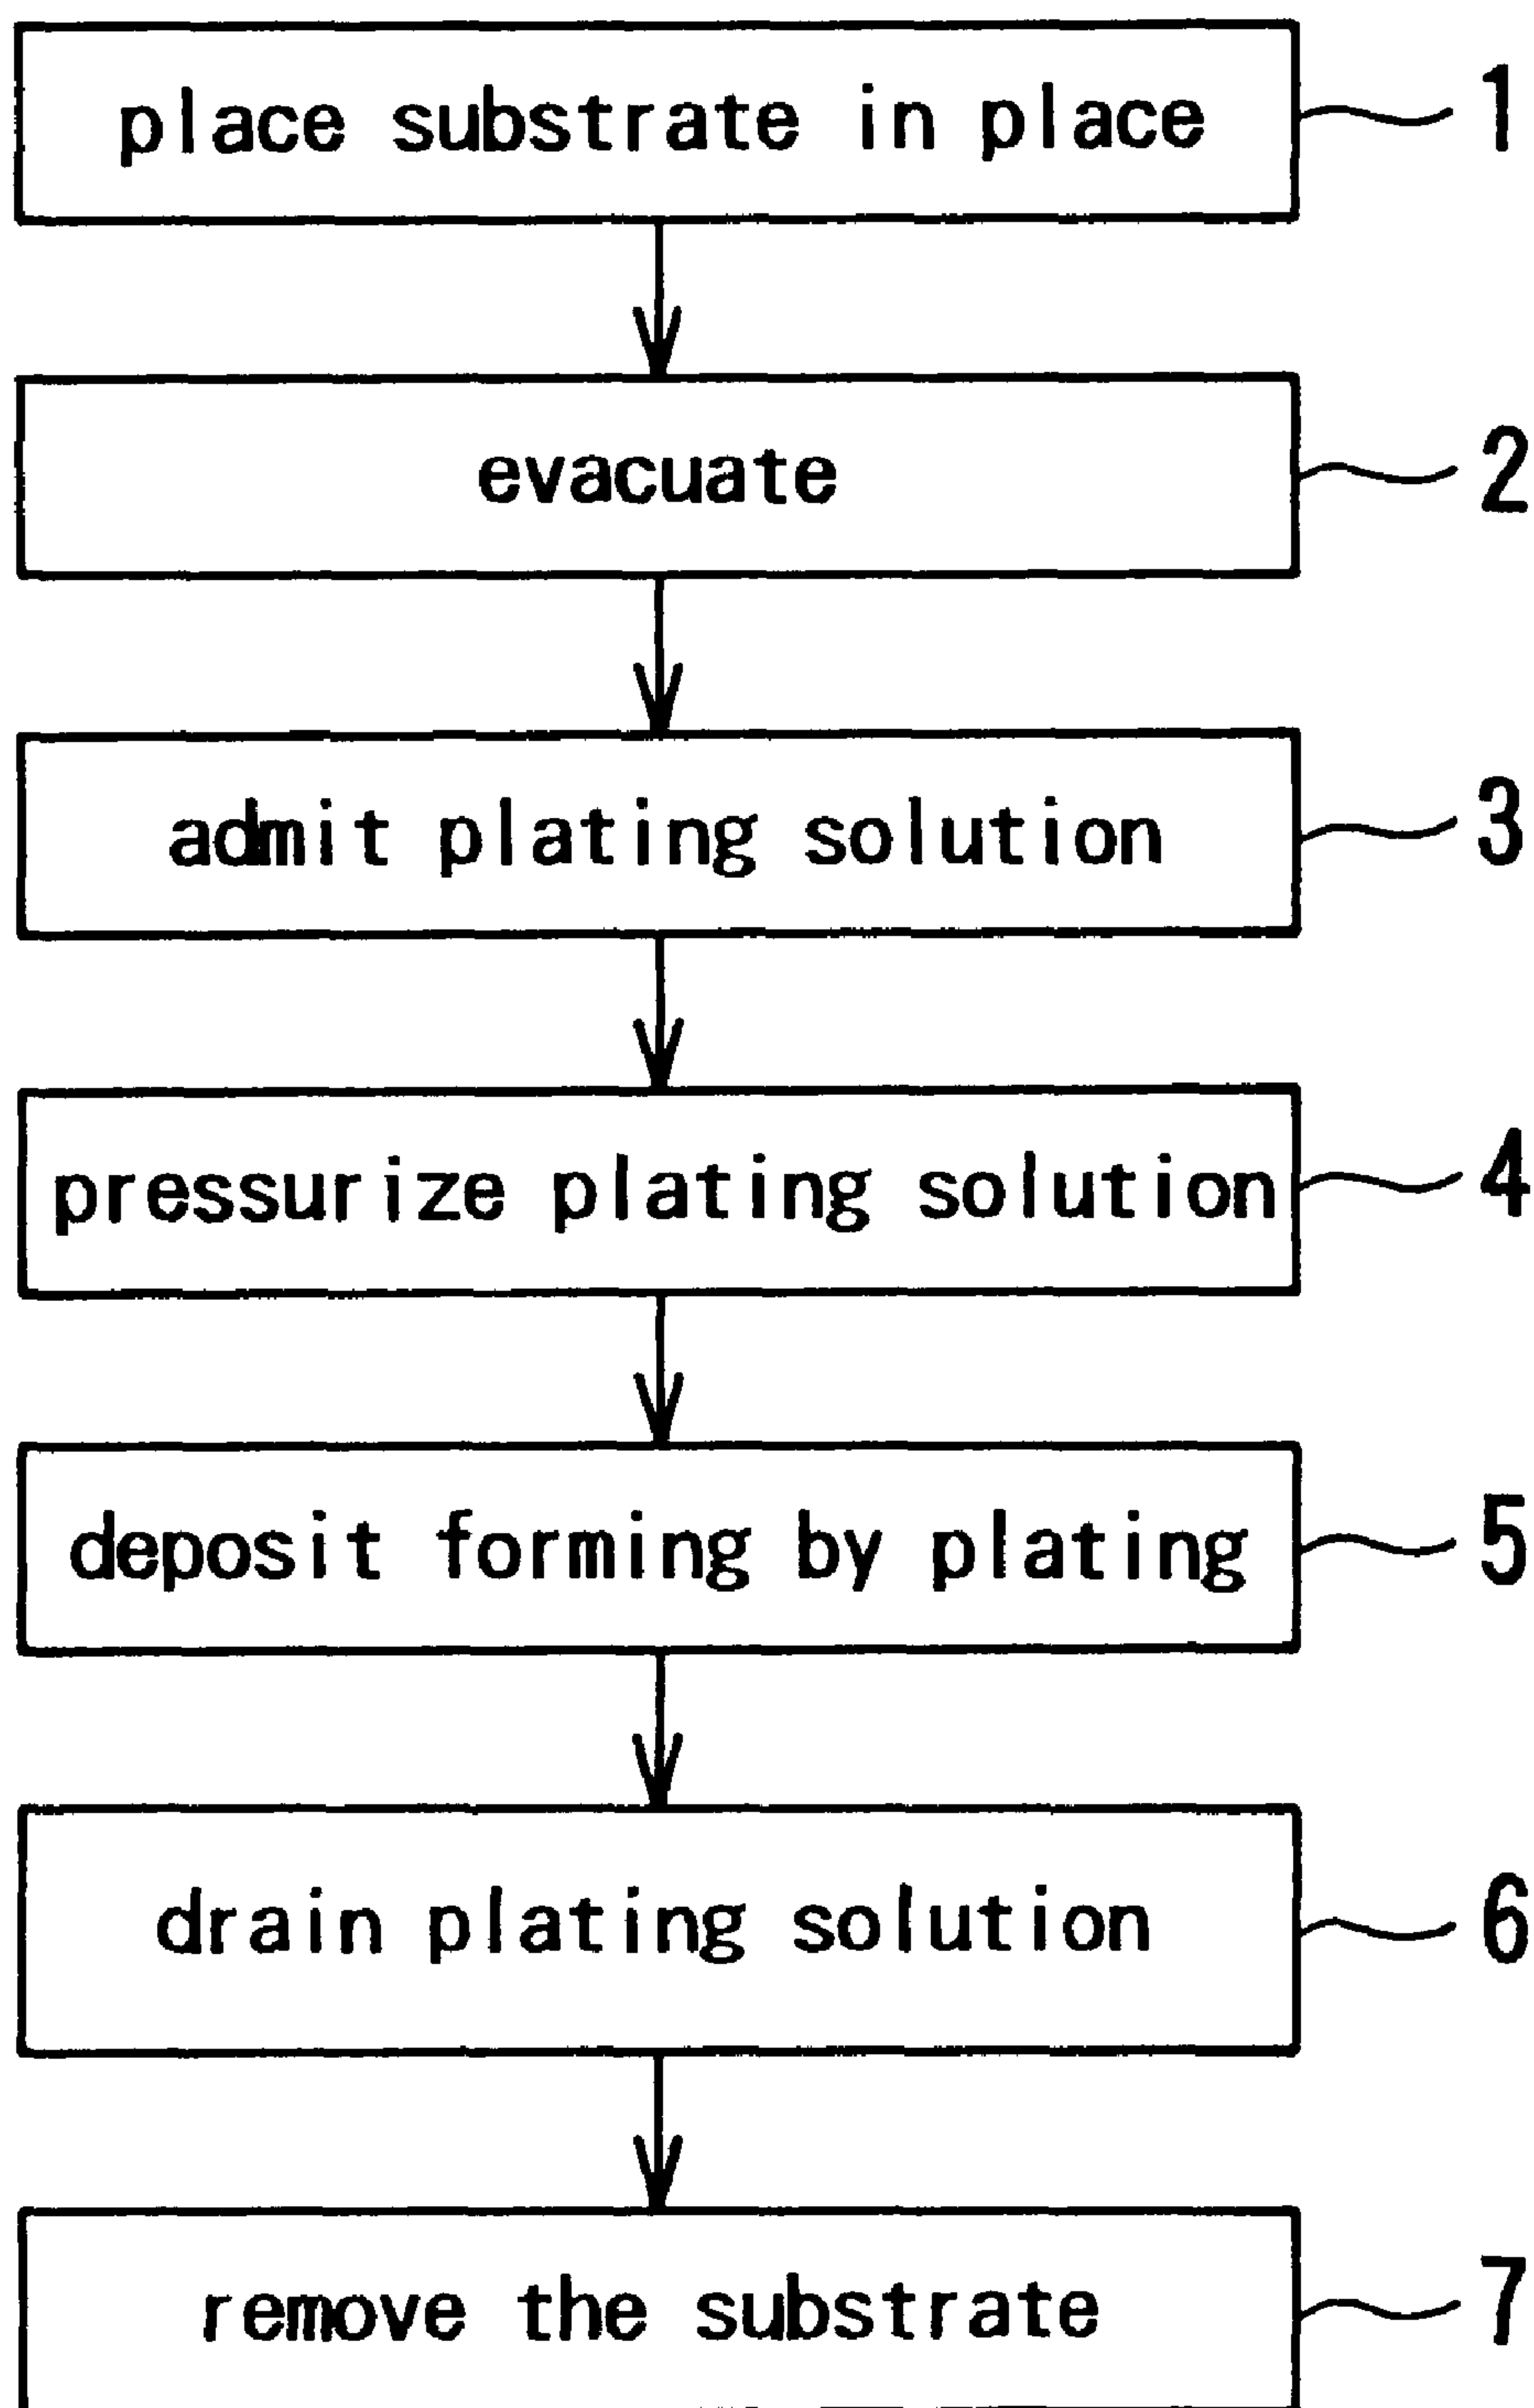 place substrate in place 1
evacuate 2
admit plating solution 3
pressurize plating solution 4
deposit forming by plating 5
drain plating solution 6
remove the substrate 7